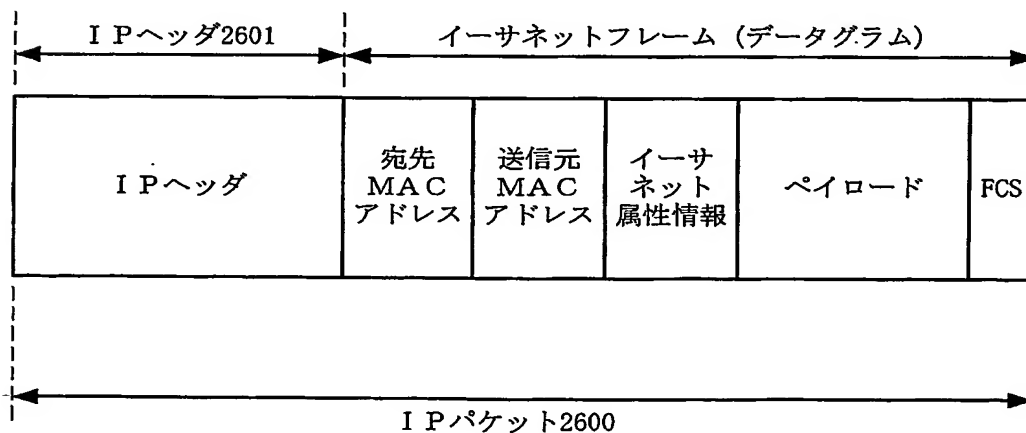 ＩＰヘッダ2601
イーサネットフレーム (データグラム)
ＩＰヘッダ
宛先
ＭＡＣ
アドレス
送信元
ＭＡＣ
アドレス
イーサ
ネット
属性情報
ペイロード
FCS
ＩＰパケット2600